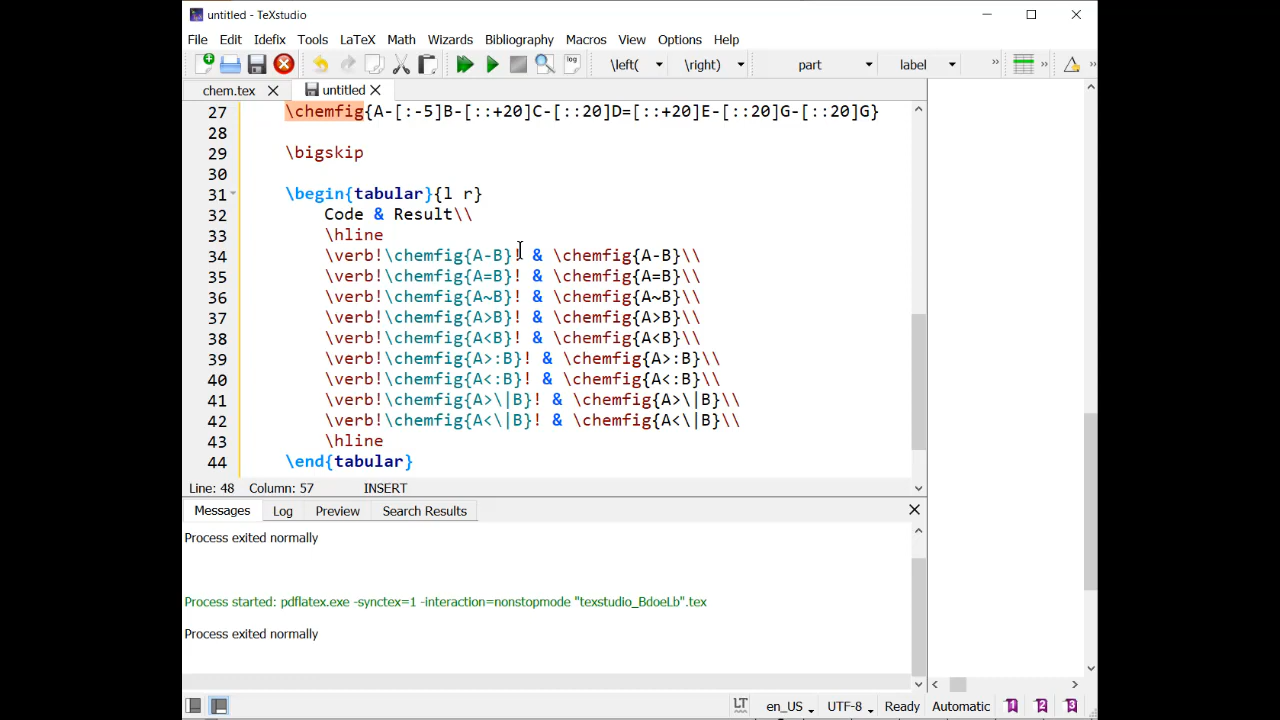 untitled - TeXstudio
File Edit Idefix Tools LaTeX Math Wizards Bibliography Macros View Options Help
\left( \right) part label
chem.tex untitled
27 \chemfig{A-[:-5]B-[::+20]C-[::20]D=[::+20]E-[::20]G-[::20]G}
28
29 \bigskip
30
31 \begin{tabular}{l r}
32 Code & Result\\
33 \hline
34 \verb!\chemfig{A-B}! & \chemfig{A-B}\\
35 \verb!\chemfig{A=B}! & \chemfig{A=B}\\
36 \verb!\chemfig{A~B}! & \chemfig{A~B}\\
37 \verb!\chemfig{A>B}! & \chemfig{A>B}\\
38 \verb!\chemfig{A<B}! & \chemfig{A<B}\\
39 \verb!\chemfig{A>:B}! & \chemfig{A>:B}\\
40 \verb!\chemfig{A<:B}! & \chemfig{A<:B}\\
41 \verb!\chemfig{A>\|B}! & \chemfig{A>\|B}\\
42 \verb!\chemfig{A<\|B}! & \chemfig{A<\|B}\\
43 \hline
44 \end{tabular}
Line: 48 Column: 57 INSERT
Messages Log Preview Search Results
Process exited normally
Process started: pdflatex.exe -synctex=1 -interaction=nonstopmode "texstudio_BdoeLb".tex
Process exited normally
LT en_US UTF-8 Ready Automatic 1 2 3